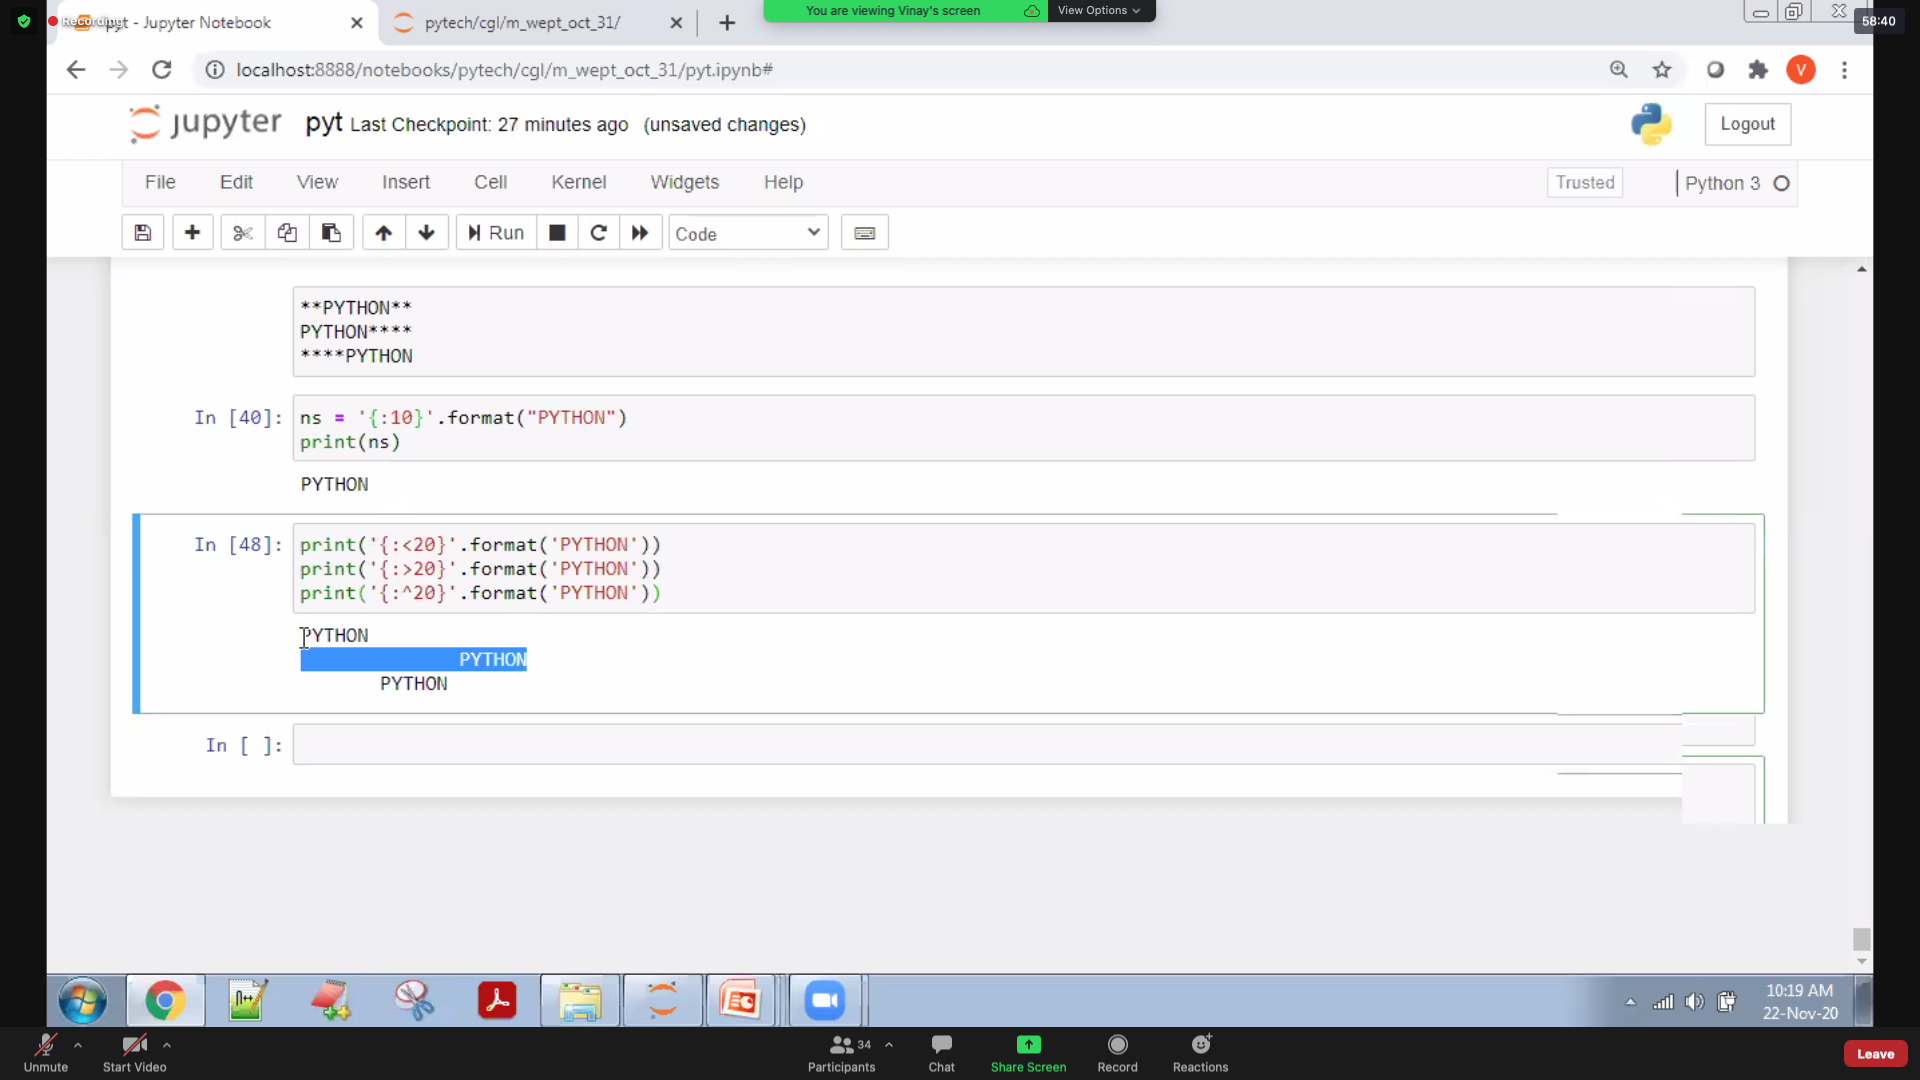 Recording
pyt - Jupyter Notebook
pytech/cgl/m_wept_oct_31/
You are viewing Vinay's screen
View Options
58:40
localhost:8888/notebooks/pytech/cgl/m_wept_oct_31/pyt.ipynb#
V
jupyter pyt Last Checkpoint: 27 minutes ago (unsaved changes)
Logout
File Edit View Insert Cell Kernel Widgets Help
Trusted
Python 3
Run
Code
**PYTHON**
PYTHON****
****PYTHON
In [40]: ns = '{:10}'.format("PYTHON")
print(ns)
PYTHON
In [48]: print('{:<20}'.format('PYTHON'))
print('{:>20}'.format('PYTHON'))
print('{:^20}'.format('PYTHON'))
PYTHON
PYTHON
PYTHON
In [ ]:
10:19 AM
22-Nov-20
Unmute
Start Video
34
Participants
Chat
Share Screen
Record
Reactions
Leave